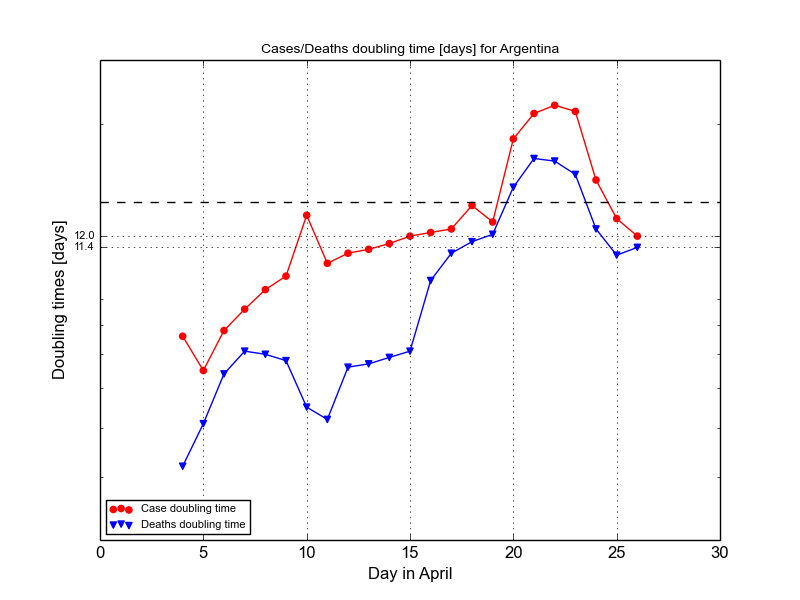 Cases/Deaths doubling time [days] for Argentina
Doubling times [days]
12.0
11.4
Case doubling time
Deaths doubling time
0 5 10 15 20 25 30
Day in April